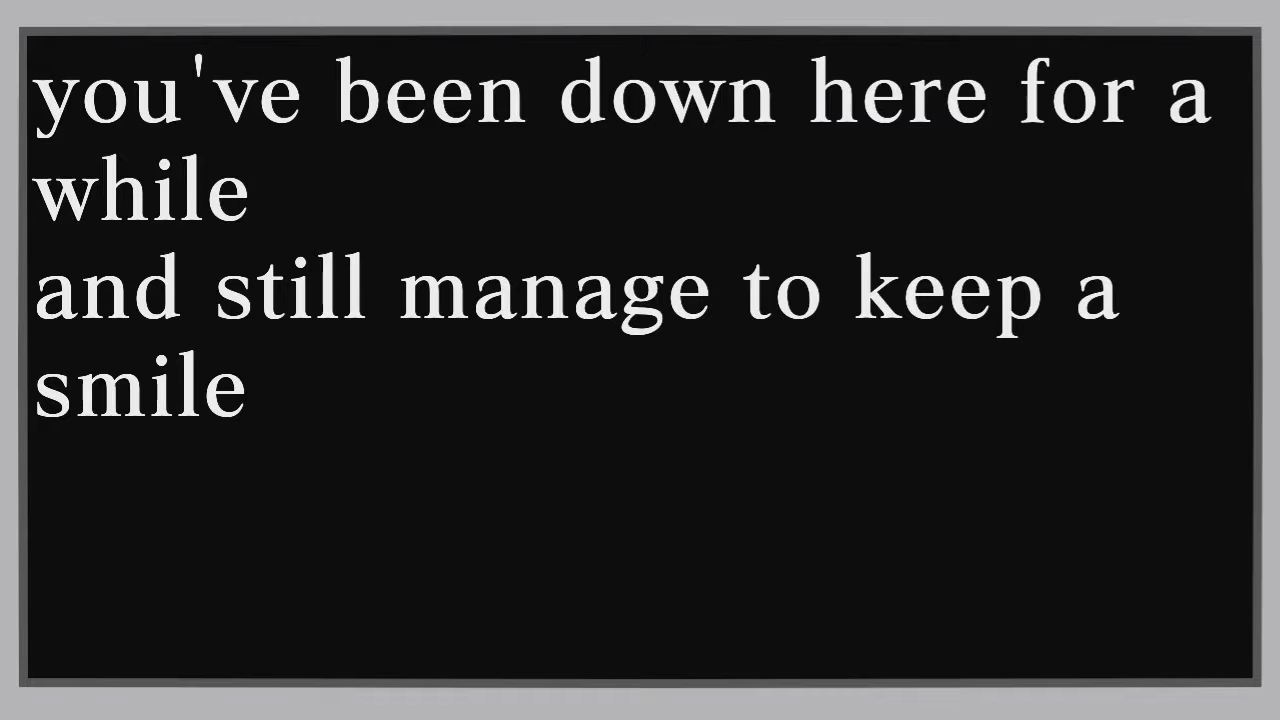 you've been down here for a
while
and still manage to keep a
smile